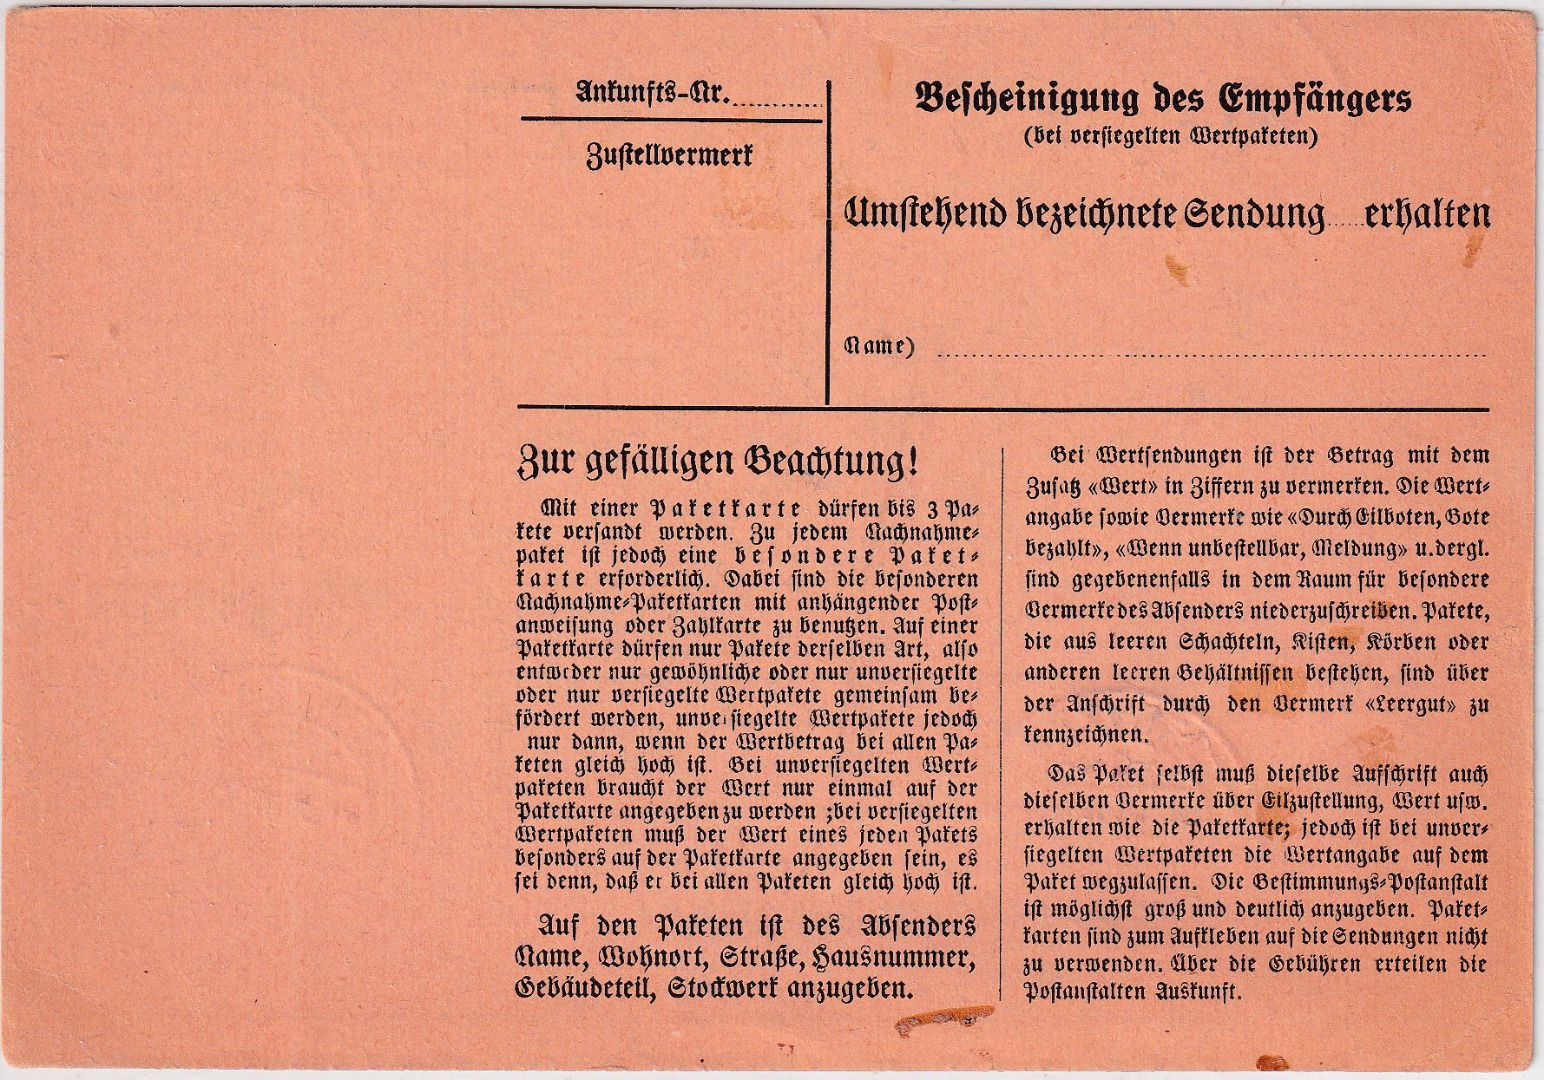 Ankunfts-Nr.
Zustellvermerk
Bescheinigung des Empfängers
(bei versiegelten Wertpaketen)
Umstehend bezeichnete Sendung erhalten
Name)
Zur gefälligen Beachtung!
Mit einer Paketkarte dürfen bis 3 Pa-
kete versandt werden. Zu jedem Nachnahme-
paket ist jedoch eine besondere Paket-
karte erforderlich. Dabei sind die besonderen
Nachnahme-Paketkarten mit anhängender Post-
anweisung oder Zahlkarte zu benutzen. Auf einer
Paketkarte dürfen nur Pakete derselben Art, also
entweder nur gewöhnliche oder nur unversiegelte
oder nur versiegelte Wertpakete gemeinsam be-
fördert werden, unversiegelte Wertpakete jedoch
nur dann, wenn der Wertbetrag bei allen Pa-
keten gleich hoch ist. Bei unversiegelten Wert-
paketen braucht der Wert nur einmal auf der
Paketkarte angegeben zu werden ;bei versiegelten
Wertpaketen muß der Wert eines jeden Pakets
besonders auf der Paketkarte angegeben sein, es
sei denn, daß er bei allen Paketen gleich hoch ist.
Auf den Paketen ist des Absenders
Name, Wohnort, Straße, Hausnummer,
Gebäudeteil, Stockwerk anzugeben.
Bei Wertsendungen ist der Betrag mit dem
Zusatz «Wert» in Ziffern zu vermerken. Die Wert-
angabe sowie Vermerke wie «Durch Eilboten, Bote
bezahlt», «Wenn unbestellbar, Meldung» u.dergl.
sind gegebenenfalls in dem Raum für besondere
Vermerke des Absenders niederzuschreiben. Pakete,
die aus leeren Schachteln, Kisten, Körben oder
anderen leeren Gehältnissen bestehen, sind über
der Anschrift durch den Vermerk «Leergut» zu
kennzeichnen.
Das Paket selbst muß dieselbe Aufschrift auch
dieselben Vermerke über Eilzustellung, Wert usw.
erhalten wie die Paketkarte; jedoch ist bei unver-
siegelten Wertpaketen die Wertangabe auf dem
Paket wegzulassen. Die Bestimmungs-Postanstalt
ist möglichst groß und deutlich anzugeben. Paket-
karten sind zum Aufkleben auf die Sendungen nicht
zu verwenden. Über die Gebühren erteilen die
Postanstalten Auskunft.